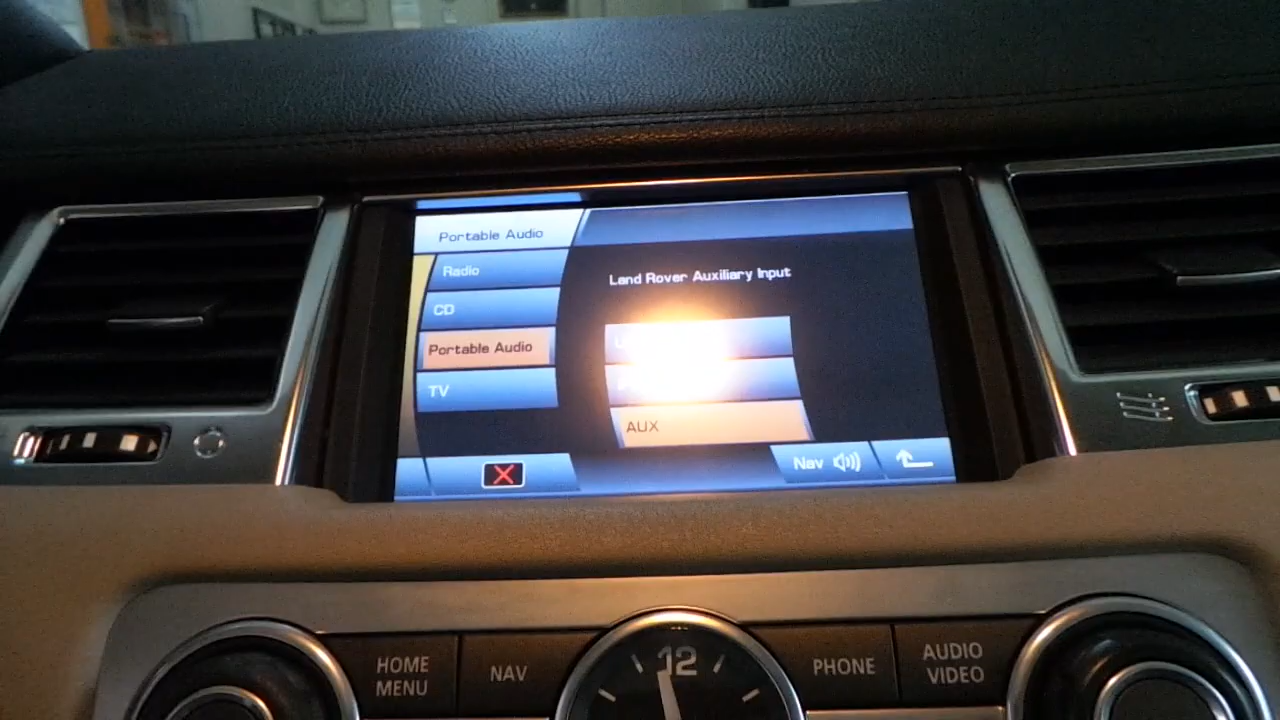 Portable Audio
Radio
CD
Portable Audio
TV
Land Rover Auxiliary Input
AUX
Nav
HOME
MENU
NAV
12
PHONE
AUDIO
VIDEO